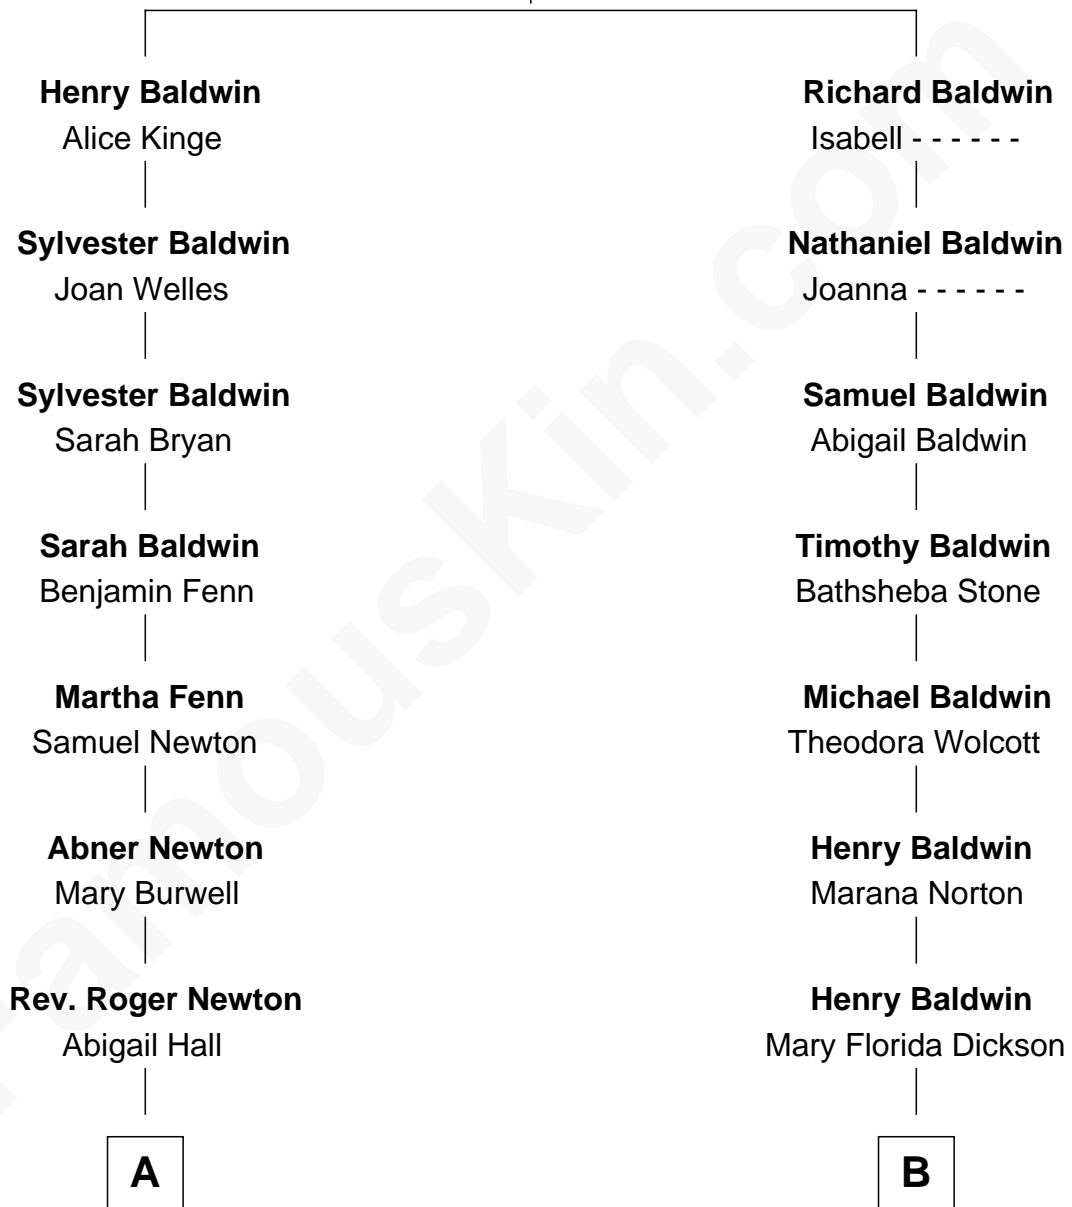 Henry Baldwin
Alice Kinge
Sylvester Baldwin
Joan Welles
Sylvester Baldwin
Sarah Bryan
Sarah Baldwin
Benjamin Fenn
Martha Fenn
Samuel Newton
Abner Newton
Mary Burwell
Rev. Roger Newton
Abigail Hall
A
Richard Baldwin
Isabell - - - - - -
Nathaniel Baldwin
Joanna - - - - - -
Samuel Baldwin
Abigail Baldwin
Timothy Baldwin
Bathsheba Stone
Michael Baldwin
Theodora Wolcott
Henry Baldwin
Marana Norton
Henry Baldwin
Mary Florida Dickson
B
FamousKin.com